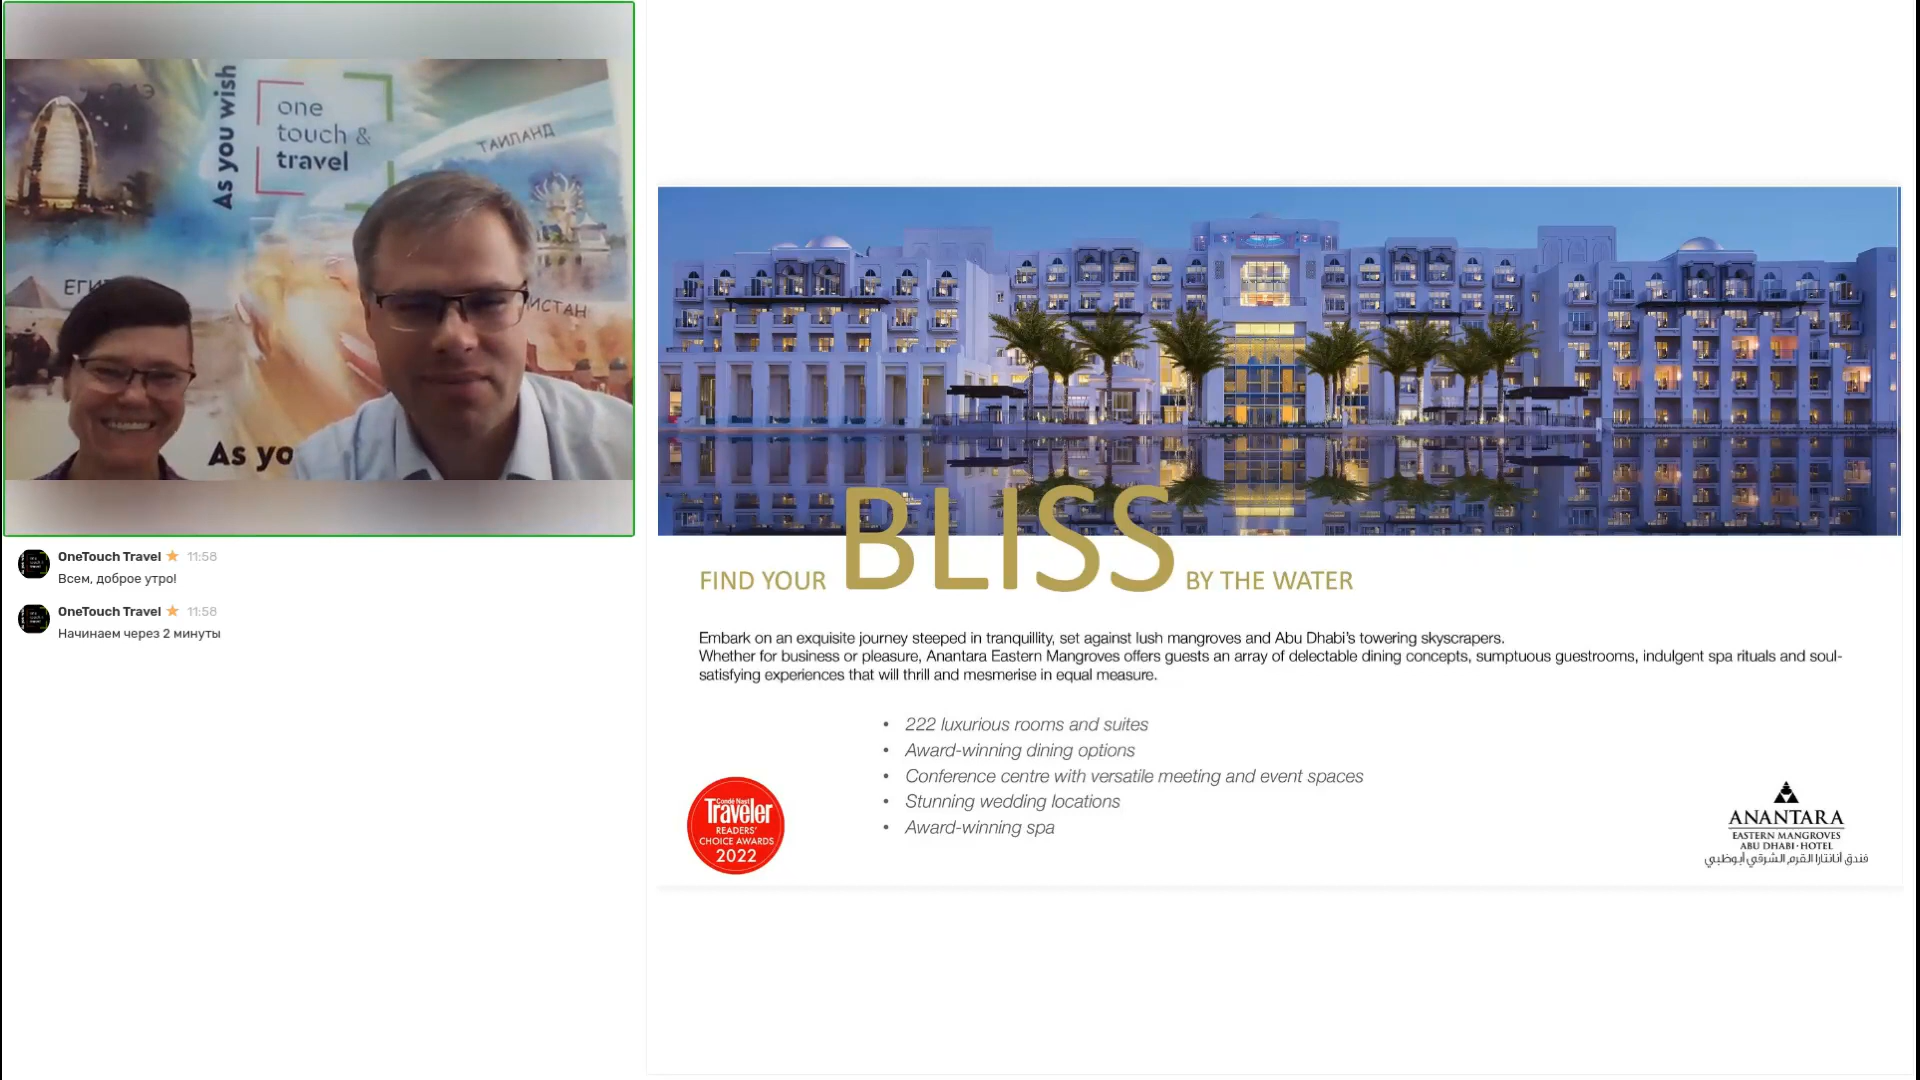 ОАЭ
As you wish
one
touch &
travel
ТАИЛАНД
As yo
OneTouch Travel 11:58
Всем, доброе утро!
OneTouch Travel 11:58
Начинаем через 2 минуты
FIND YOUR BLISS BY THE WATER
Embark on an exquisite journey steeped in tranquillity, set against lush mangroves and Abu Dhabi's towering skyscrapers.
Whether for business or pleasure, Anantara Eastern Mangroves offers guests an array of delectable dining concepts, sumptuous guestrooms, indulgent spa rituals and soul-
satisfying experiences that will thrill and mesmerise in equal measure.
• 222 luxurious rooms and suites
• Award-winning dining options
• Conference centre with versatile meeting and event spaces
• Stunning wedding locations
• Award-winning spa
Condé Nast
Traveler
READERS'
CHOICE AWARDS
2022
ANANTARA
EASTERN MANGROVES
ABU DHABI·HOTEL
فندق أنانتارا القرم الشرقي أبوظبي